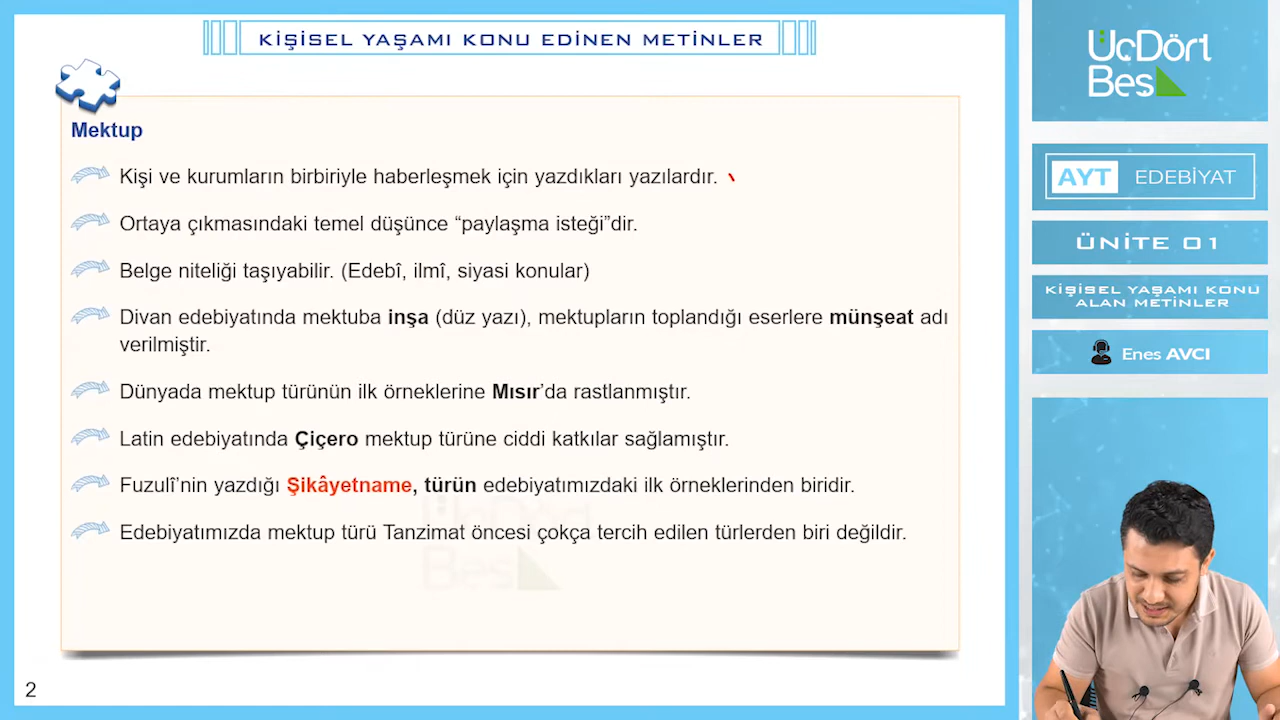 KİŞİSEL YAŞAMI KONU EDİNEN METİNLER
Mektup
Kişi ve kurumların birbiriyle haberleşmek için yazdıkları yazılardır.
Ortaya çıkmasındaki temel düşünce “paylaşma isteği”dir.
Belge niteliği taşıyabilir. (Edebî, ilmî, siyasi konular)
Divan edebiyatında mektuba inşa (düz yazı), mektupların toplandığı eserlere münşeat adı
verilmiştir.
Dünyada mektup türünün ilk örneklerine Mısır’da rastlanmıştır.
Latin edebiyatında Çiçero mektup türüne ciddi katkılar sağlamıştır.
Fuzulî’nin yazdığı Şikâyetname, türün edebiyatımızdaki ilk örneklerinden biridir.
Edebiyatımızda mektup türü Tanzimat öncesi çokça tercih edilen türlerden biri değildir.
2
ÜçDört
Beş
AYT EDEBİYAT
ÜNİTE 01
KİŞİSEL YAŞAMI KONU
ALAN METİNLER
Enes AVCI